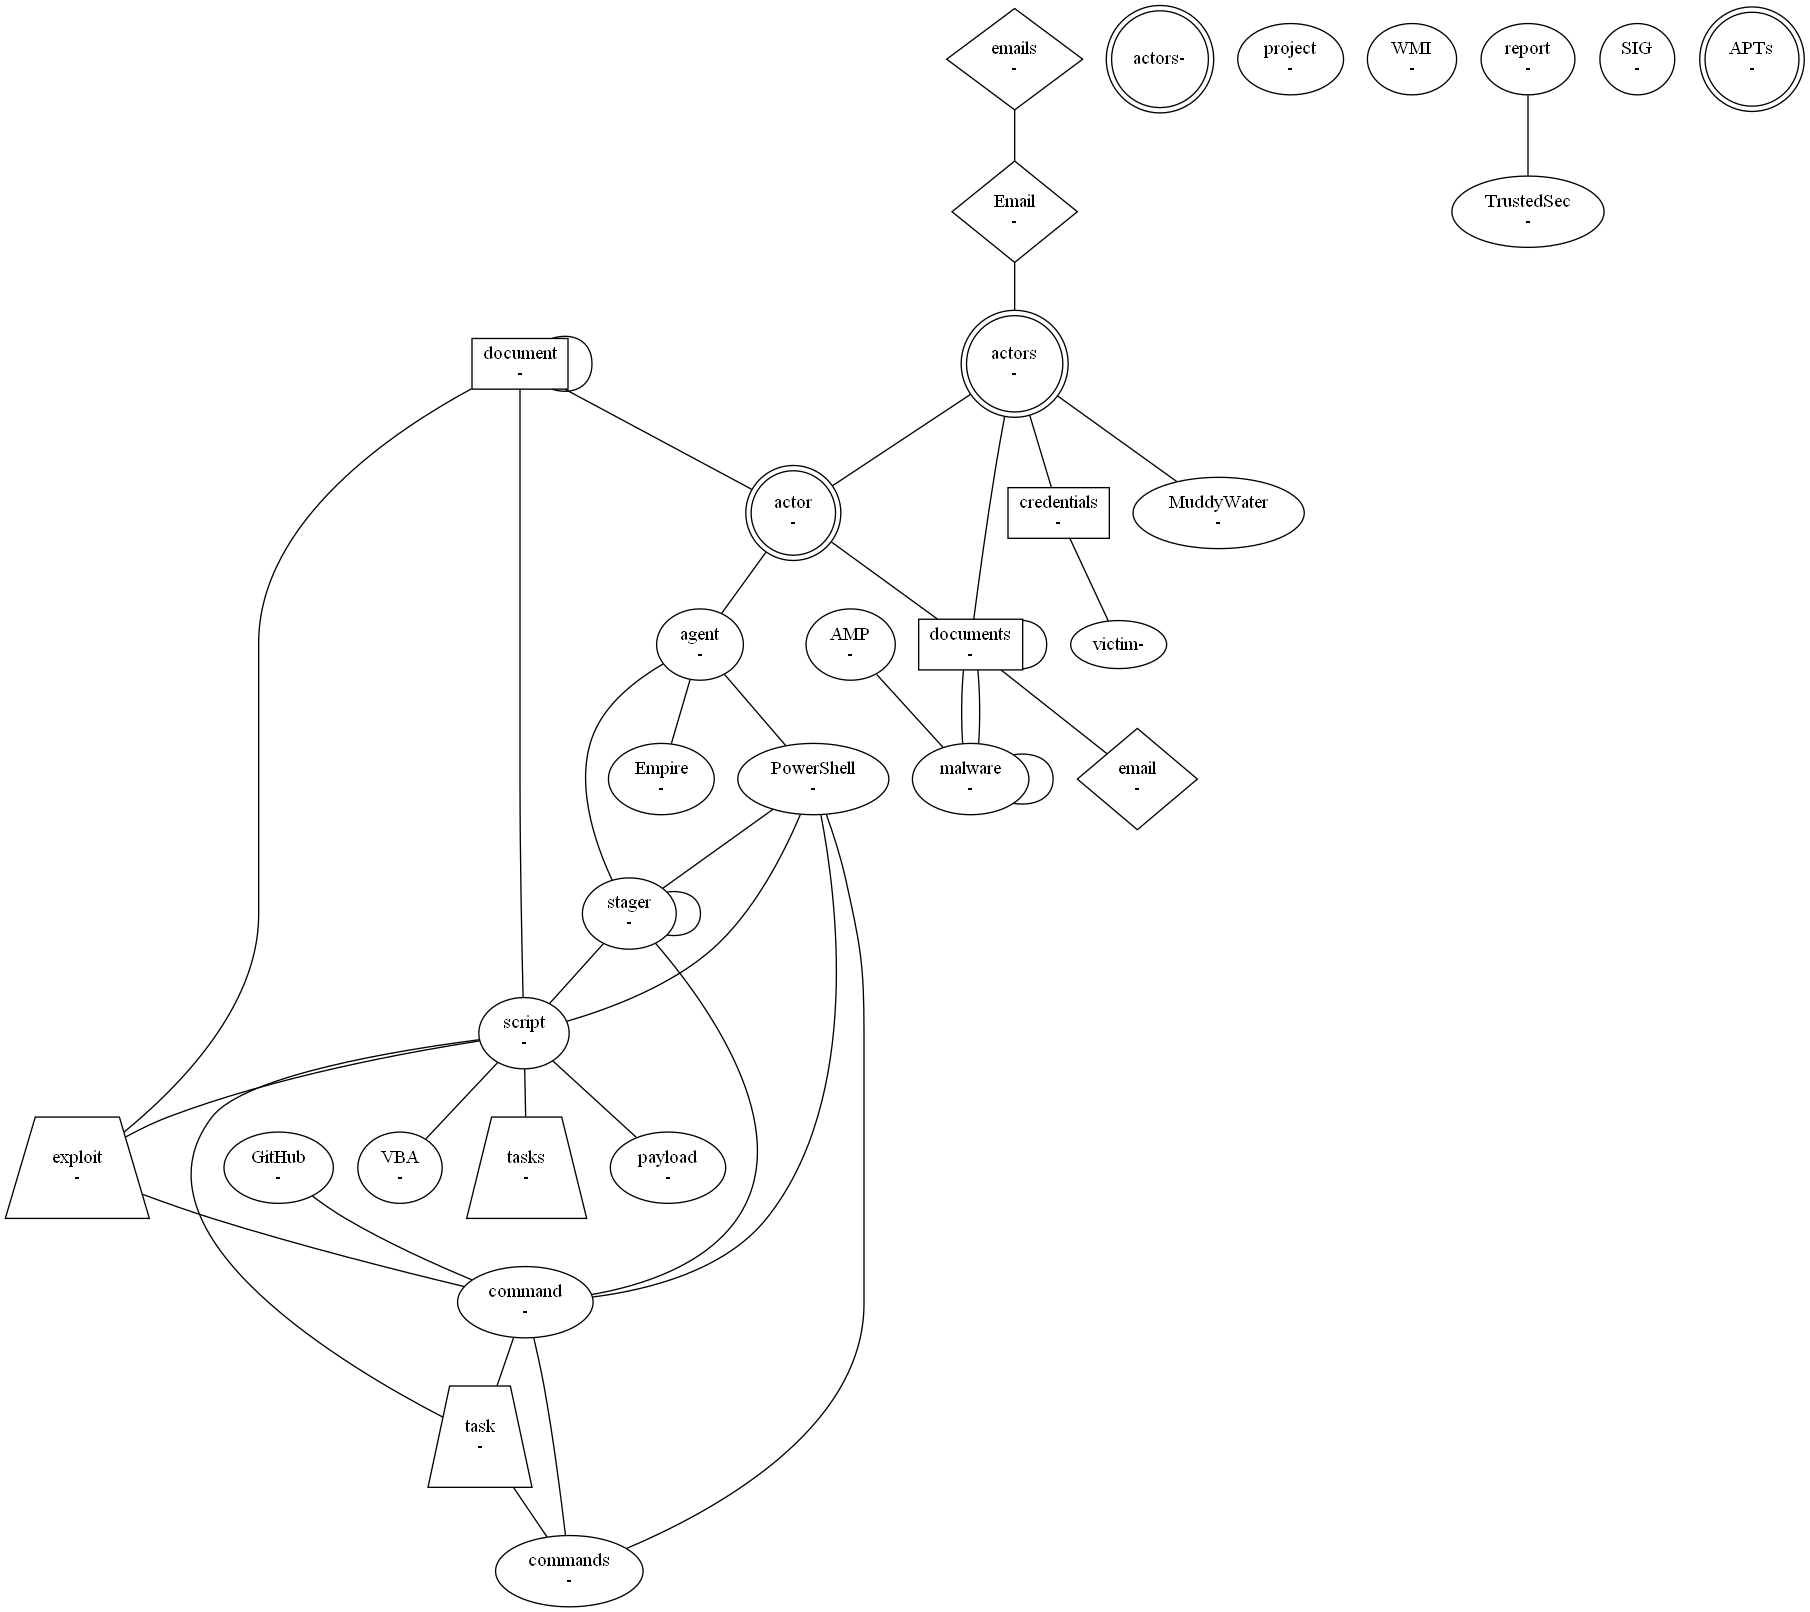 emails
-
actors-
project
-
WMI
-
report
-
SIG
-
APTs
-
Email
-
TrustedSec
-
document
-
actors
-
actor
-
credentials
-
MuddyWater
-
agent
-
AMP
-
documents
-
victim-
Empire
-
PowerShell
-
malware
-
email
-
stager
-
script
-
exploit
-
GitHub
-
VBA
-
tasks
-
payload
-
command
-
task
-
commands
-